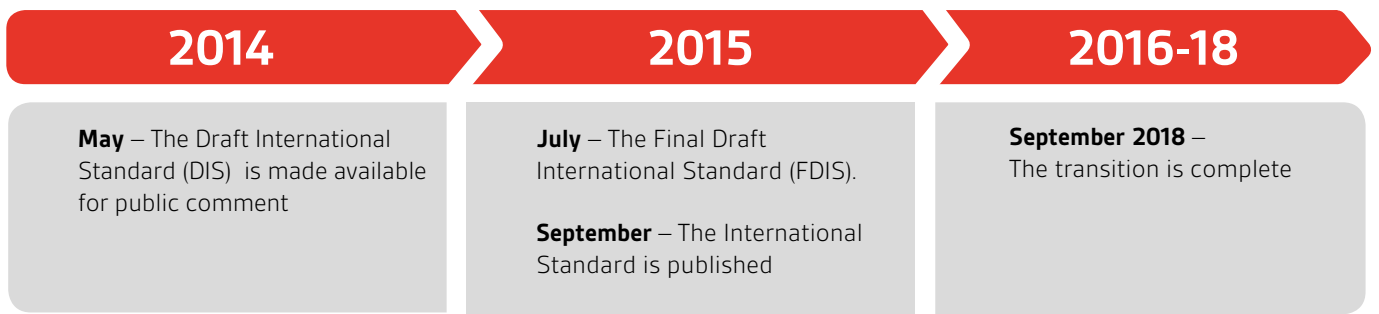 2014
2015
2016-18
May – The Draft International
Standard (DIS)  is made available
for public comment
July – The Final Draft
International Standard (FDIS).
September – The International
Standard is published
September 2018 –
The transition is complete